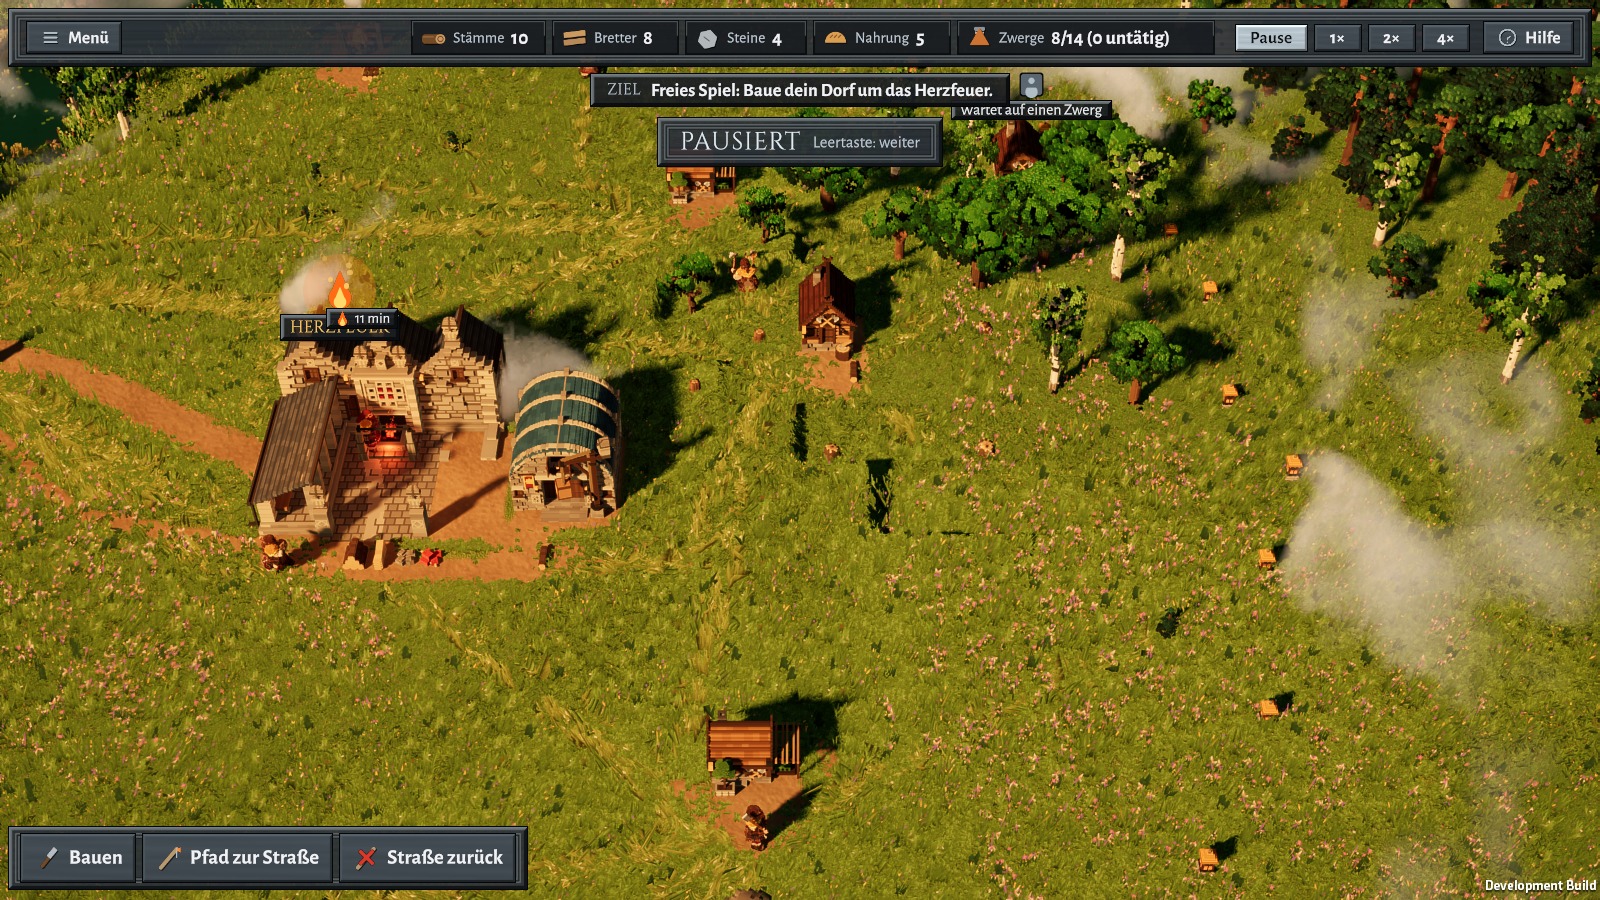 Menü
Stämme 10
Bretter 8
Steine 4
Nahrung 5
Zwerge 8/14 (0 untätig)
Pause
1×
2×
4×
Hilfe
ZIEL Freies Spiel: Baue dein Dorf um das Herzfeuer.
Wartet auf einen Zwerg
PAUSIERT Leertaste: weiter
11 min
HERZFEUER
Bauen
Pfad zur Straße
Straße zurück
Development Build